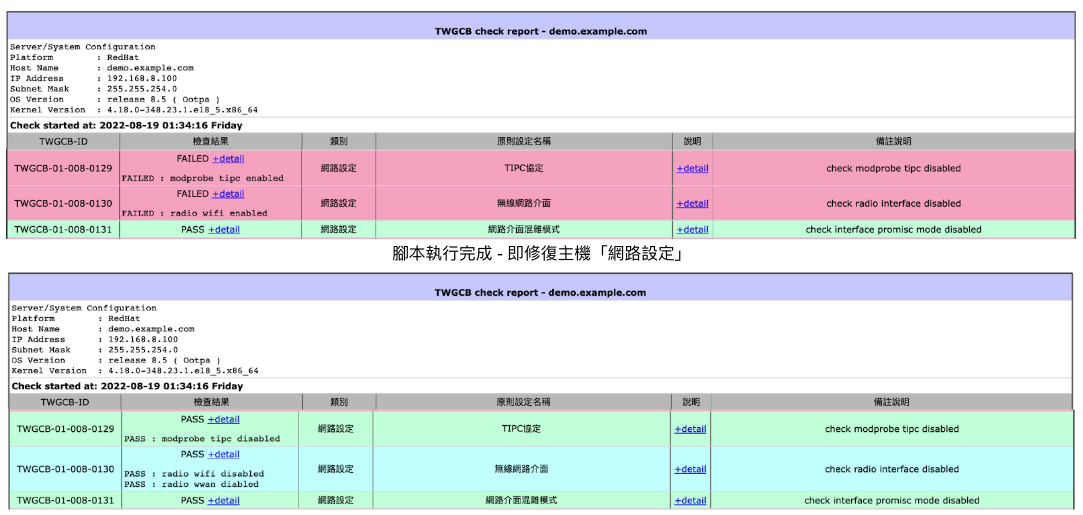 TWGCB check report - demo.example.com
Server/System Configuration
Platform : RedHat
Host Name : demo.example.com
IP Address : 192.168.8.100
Subnet Mask : 255.255.254.0
OS Version : release 8.5 ( Ootpa )
Kernel Version : 4.18.0-348.23.1.el8_5.x86_64
Check started at: 2022-08-19 01:34:16 Friday
TWGCB-ID 檢查結果 類別 原則設定名稱 說明 備註說明
FAILED +detail
TWGCB-01-008-0129 網路設定 TIPC協定 +detail check modprobe tipc disabled
FAILED : modprobe tipc enabled
FAILED +detail
TWGCB-01-008-0130 網路設定 無線網路介面 +detail check radio interface disabled
FAILED : radio wifi enabled
TWGCB-01-008-0131 PASS +detail 網路設定 網路介面混雜模式 +detail check interface promisc mode disabled
腳本執行完成 - 即修復主機「網路設定」
TWGCB check report - demo.example.com
Server/System Configuration
Platform : RedHat
Host Name : demo.example.com
IP Address : 192.168.8.100
Subnet Mask : 255.255.254.0
OS Version : release 8.5 ( Ootpa )
Kernel Version : 4.18.0-348.23.1.el8_5.x86_64
Check started at: 2022-08-19 01:34:16 Friday
TWGCB-ID 檢查結果 類別 原則設定名稱 說明 備註說明
PASS +detail
TWGCB-01-008-0129 網路設定 TIPC協定 +detail check modprobe tipc disabled
PASS : modprobe tipc disabled
PASS +detail
TWGCB-01-008-0130 網路設定 無線網路介面 +detail check radio interface disabled
PASS : radio wifi disabled
PASS : radio wwan diabled
TWGCB-01-008-0131 PASS +detail 網路設定 網路介面混雜模式 +detail check interface promisc mode disabled